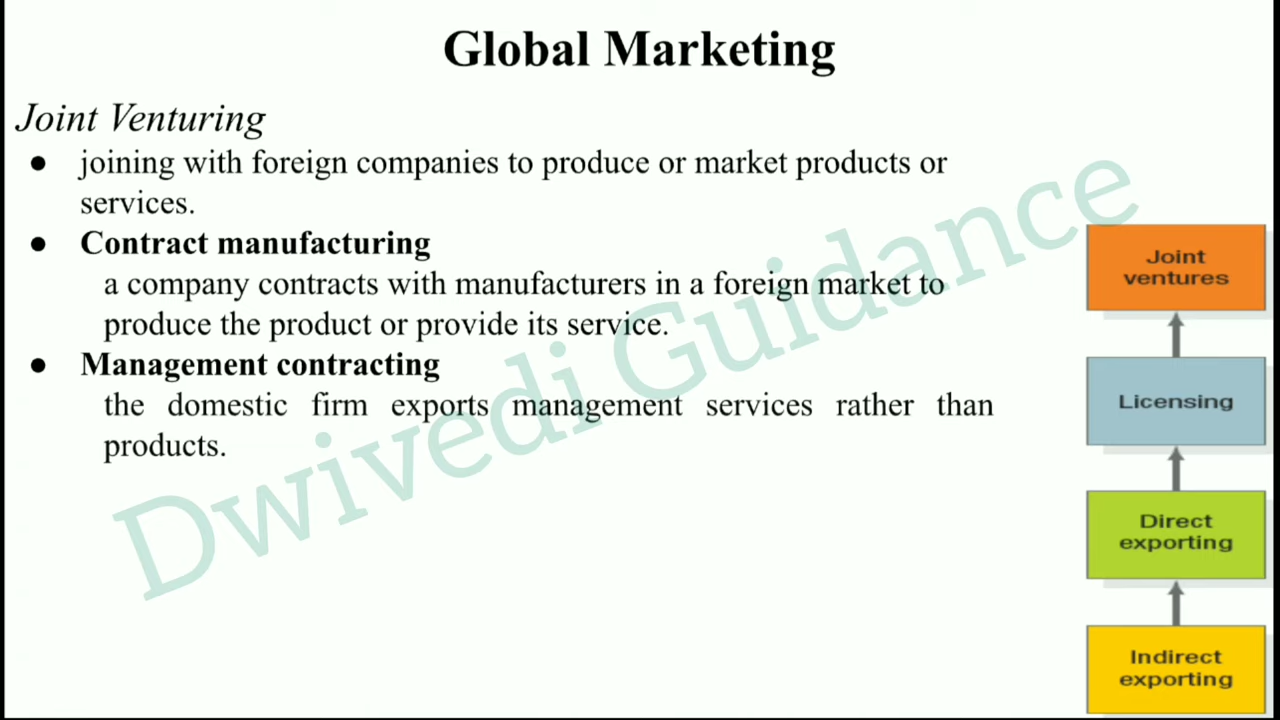 Global Marketing
Joint Venturing
● joining with foreign companies to produce or market products or
services.
● Contract manufacturing
a company contracts with manufacturers in a foreign market to
produce the product or provide its service.
● Management contracting
the domestic firm exports management services rather than
products.
Dwivedi Guidance
Joint
ventures
Licensing
Direct
exporting
Indirect
exporting